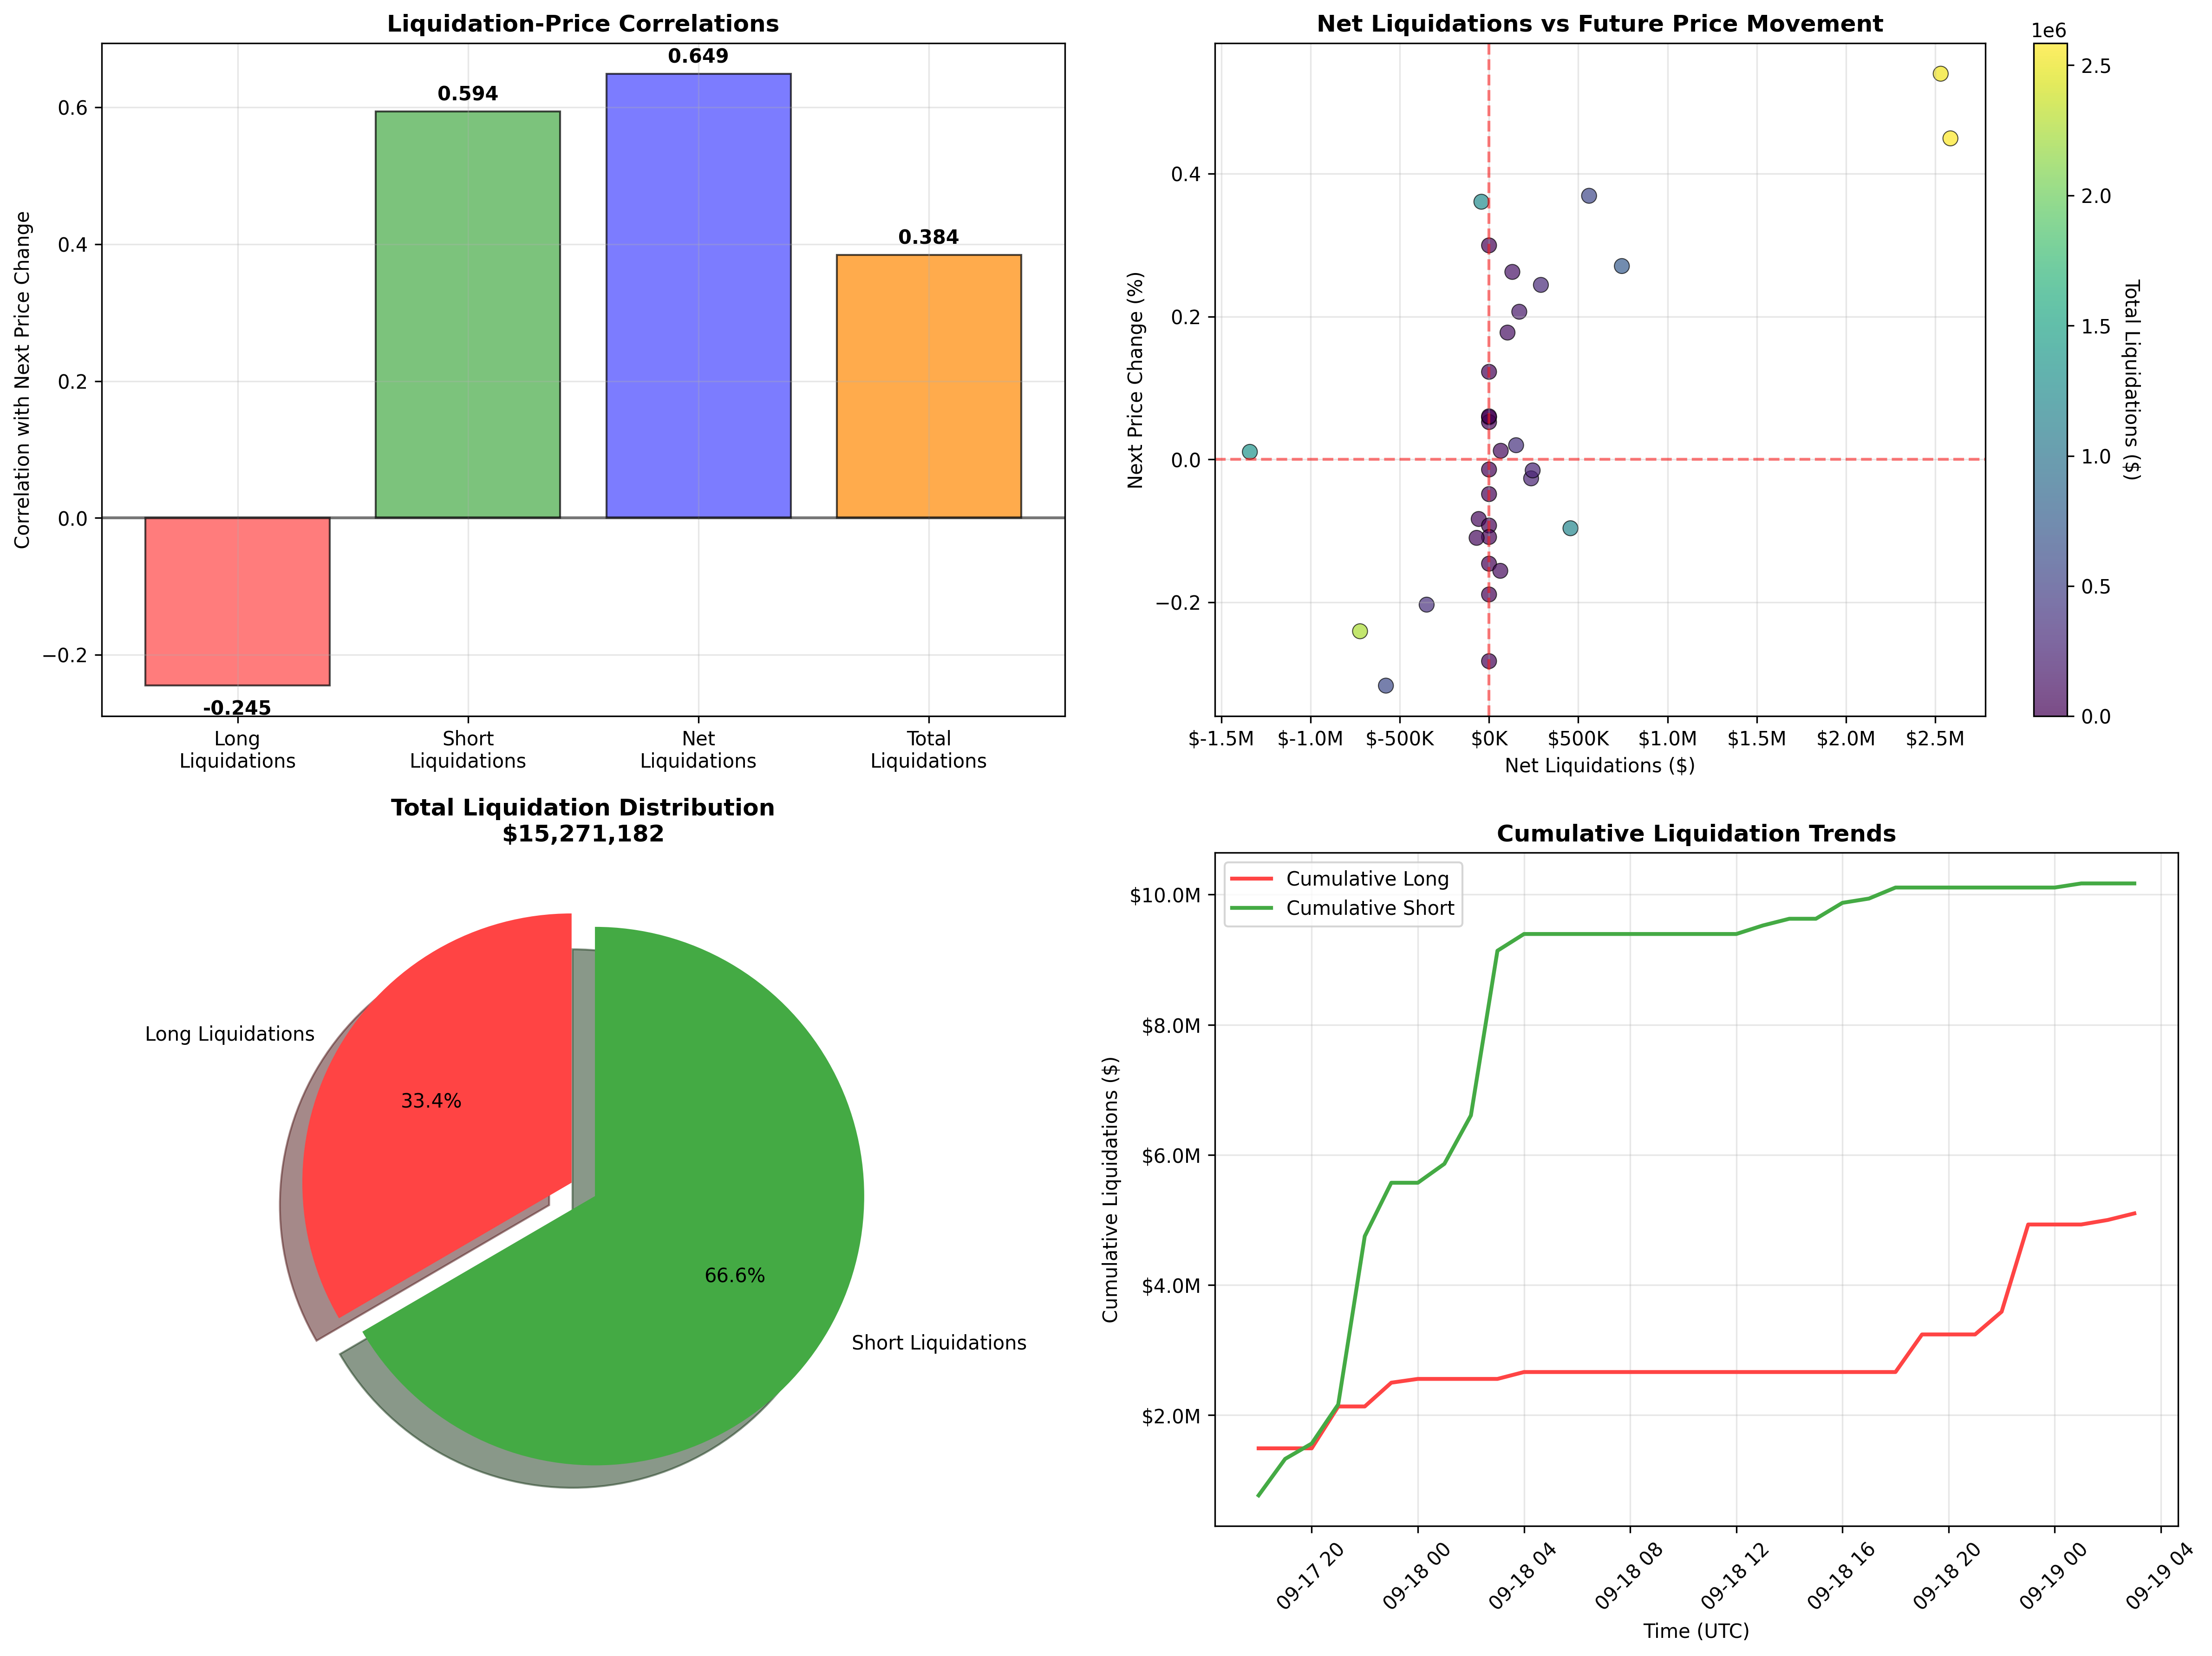 Liquidation-Price Correlations
Correlation with Next Price Change
0.6
0.4
0.2
0.0
−0.2
-0.245
0.594
0.649
0.384
Long
Liquidations
Short
Liquidations
Net
Liquidations
Total
Liquidations
Net Liquidations vs Future Price Movement
Next Price Change (%)
0.4
0.2
0.0
−0.2
$-1.5M
$-1.0M
$-500K
$0K
$500K
$1.0M
$1.5M
$2.0M
$2.5M
Net Liquidations ($)
1e6
2.5
2.0
1.5
1.0
0.5
0.0
Total Liquidations ($)
Total Liquidation Distribution
$15,271,182
Long Liquidations
33.4%
66.6%
Short Liquidations
Cumulative Liquidation Trends
Cumulative Long
Cumulative Short
Cumulative Liquidations ($)
$10.0M
$8.0M
$6.0M
$4.0M
$2.0M
09-17 20
09-18 00
09-18 04
09-18 08
09-18 12
09-18 16
09-18 20
09-19 00
09-19 04
Time (UTC)